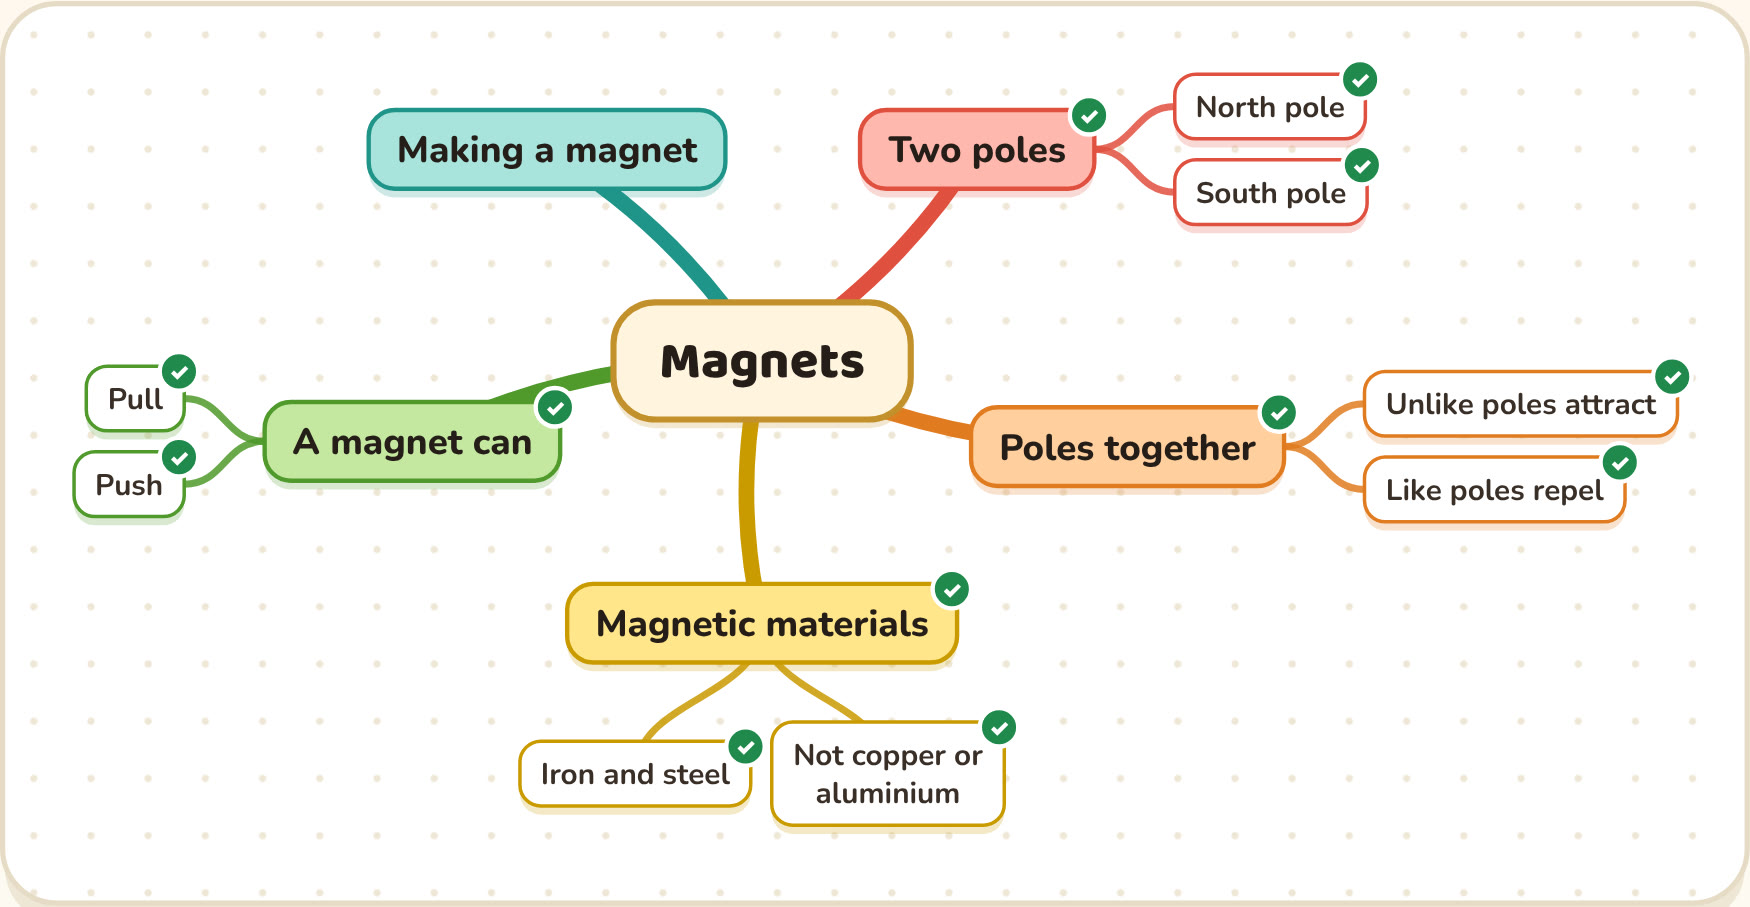 Making a magnet
Two poles
North pole
South pole
Magnets
Pull
Push
A magnet can
Poles together
Unlike poles attract
Like poles repel
Magnetic materials
Iron and steel
Not copper or
aluminium